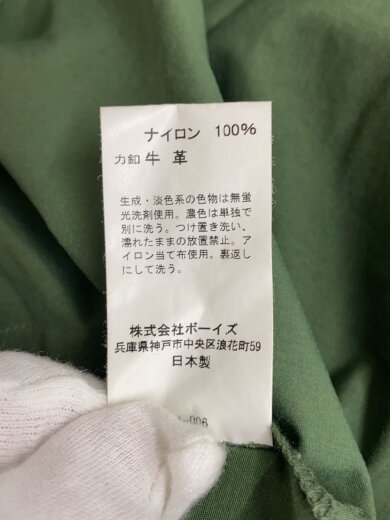 ナイロン 100%
力釦 牛 革
生成・淡色系の色物は無蛍
光洗剤使用。濃色は単独で
別に洗う。つけ置き洗い、
濡れたままの放置禁止。ア
イロン当て布使用。裏返し
にして洗う。
株式会社ボーイズ
兵庫県神戸市中央区浪花町59
日本製
-006